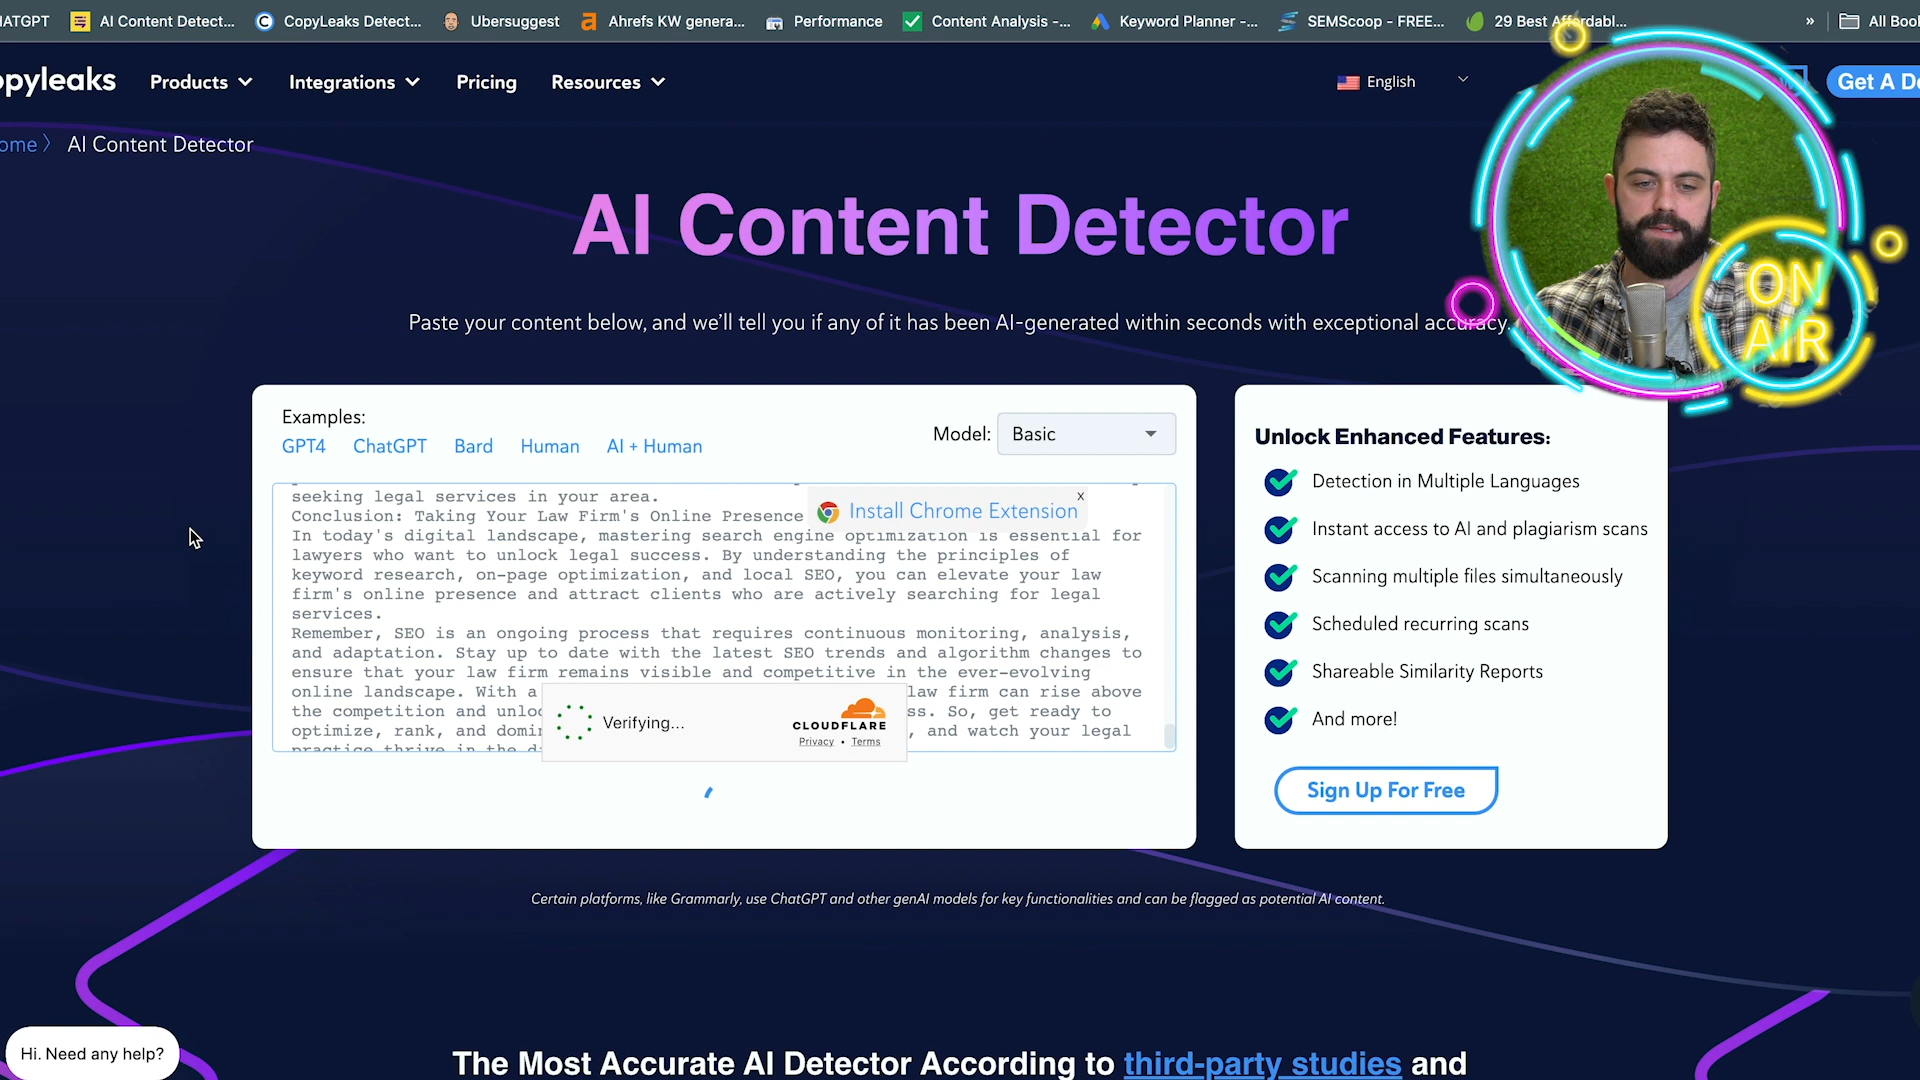 AI Content Detect...
CopyLeaks Detect...
Ubersuggest
Ahrefs KW genera...
Performance
Content Analysis -...
Keyword Planner -...
SEMScoop - FREE...
29 Best Affordabl...
»
All Boo
opyleaks
Products
Integrations
Pricing
Resources
English
Get A De
ome 〉 AI Content Detector
AI Content Detector
Paste your content below, and we'll tell you if any of it has been AI-generated within seconds with exceptional accuracy.
ON
AIR
Examples:
GPT4 ChatGPT Bard Human AI + Human
Model: Basic
seeking legal services in your area.
Conclusion: Taking Your Law Firm's Online Presence
Install Chrome Extension
x
In today's digital landscape, mastering search engine optimization is essential for
lawyers who want to unlock legal success. By understanding the principles of
keyword research, on-page optimization, and local SEO, you can elevate your law
firm's online presence and attract clients who are actively searching for legal
services.
Remember, SEO is an ongoing process that requires continuous monitoring, analysis,
and adaptation. Stay up to date with the latest SEO trends and algorithm changes to
ensure that your law firm remains visible and competitive in the ever-evolving
online landscape. With a law firm can rise above
the competition and unloc ss. So, get ready to
optimize, rank, and domin , and watch your legal
practice thrive in the d
Verifying...
CLOUDFLARE
Privacy • Terms
Unlock Enhanced Features:
Detection in Multiple Languages
Instant access to AI and plagiarism scans
Scanning multiple files simultaneously
Scheduled recurring scans
Shareable Similarity Reports
And more!
Sign Up For Free
Certain platforms, like Grammarly, use ChatGPT and other genAI models for key functionalities and can be flagged as potential AI content.
Hi. Need any help?
The Most Accurate AI Detector According to third-party studies and